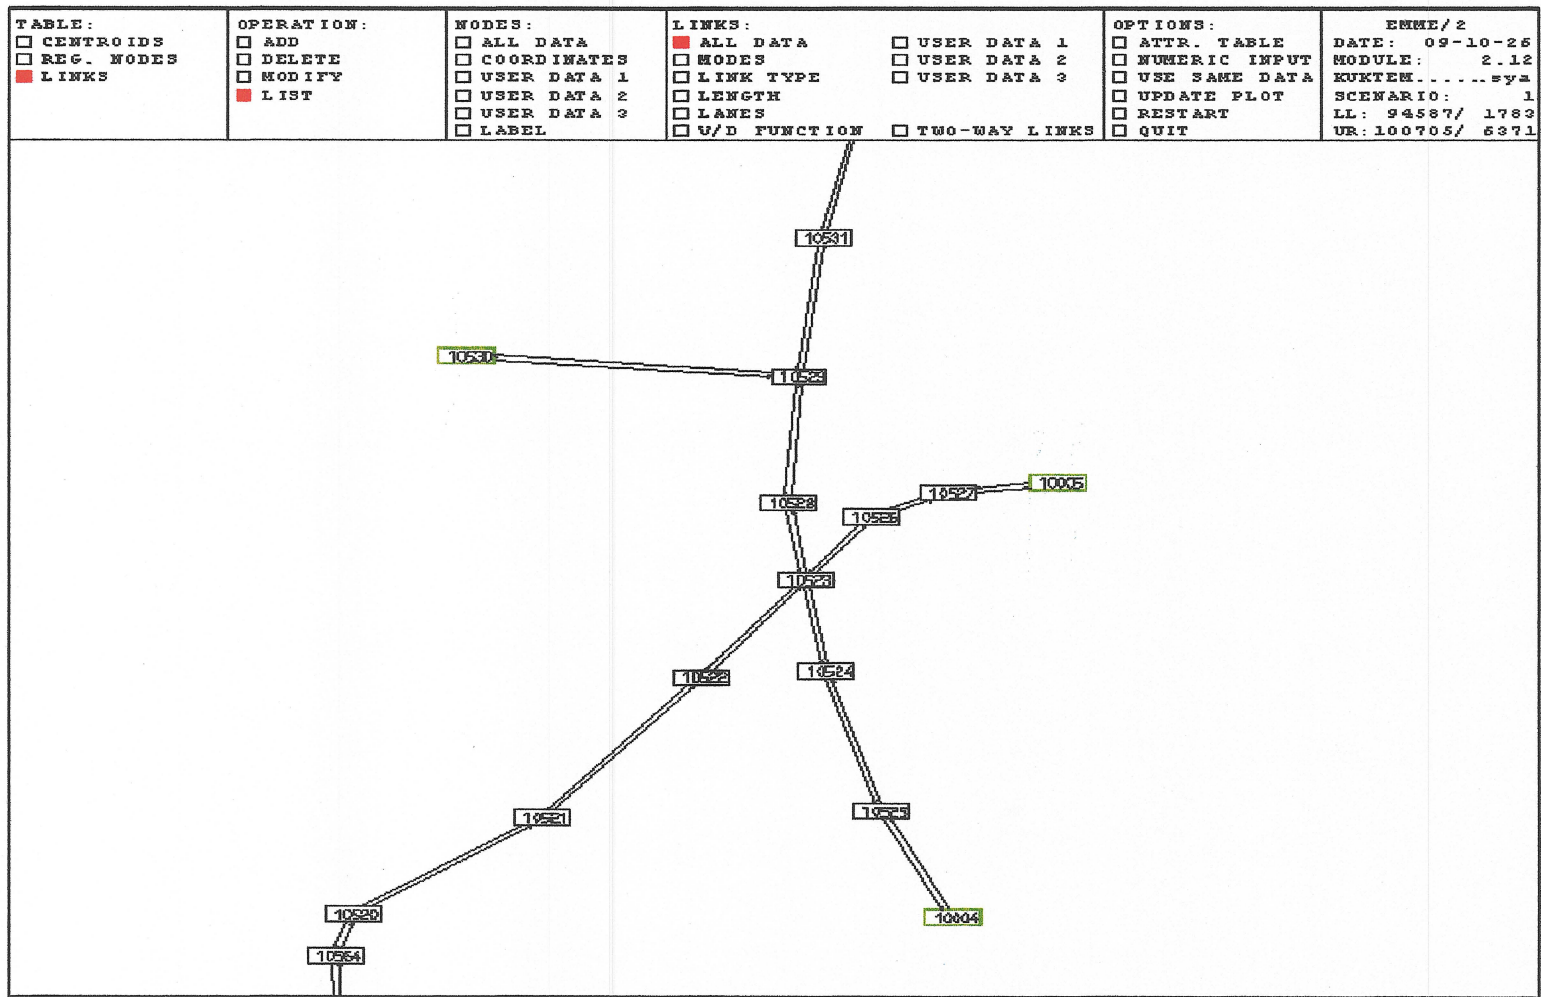 TABLE:
CENTROIDS
REG. NODES
LINKS
OPERATION:
ADD
DELETE
MODIFY
LIST
NODES:
ALL DATA
COORDINATES
USER DATA 1
USER DATA 2
USER DATA 3
LABEL
LINKS:
ALL DATA
MODES
LINK TYPE
LENGTH
LANES
V/D FUNCTION
USER DATA 1
USER DATA 2
USER DATA 3
TWO-WAY LINKS
OPTIONS:
ATTR. TABLE
NUMERIC INPUT
USE SAME DATA
UPDATE PLOT
RESTART
QUIT
EMME/2
DATE: 09-10-26
MODULE: 2.12
KUKTEM......sya
SCENARIO: 1
LL: 94587/ 1783
UR:100705/ 6371
10531
10530
10529
10005
10527
10528
10526
10523
10524
10522
10525
10521
10520
10004
10564